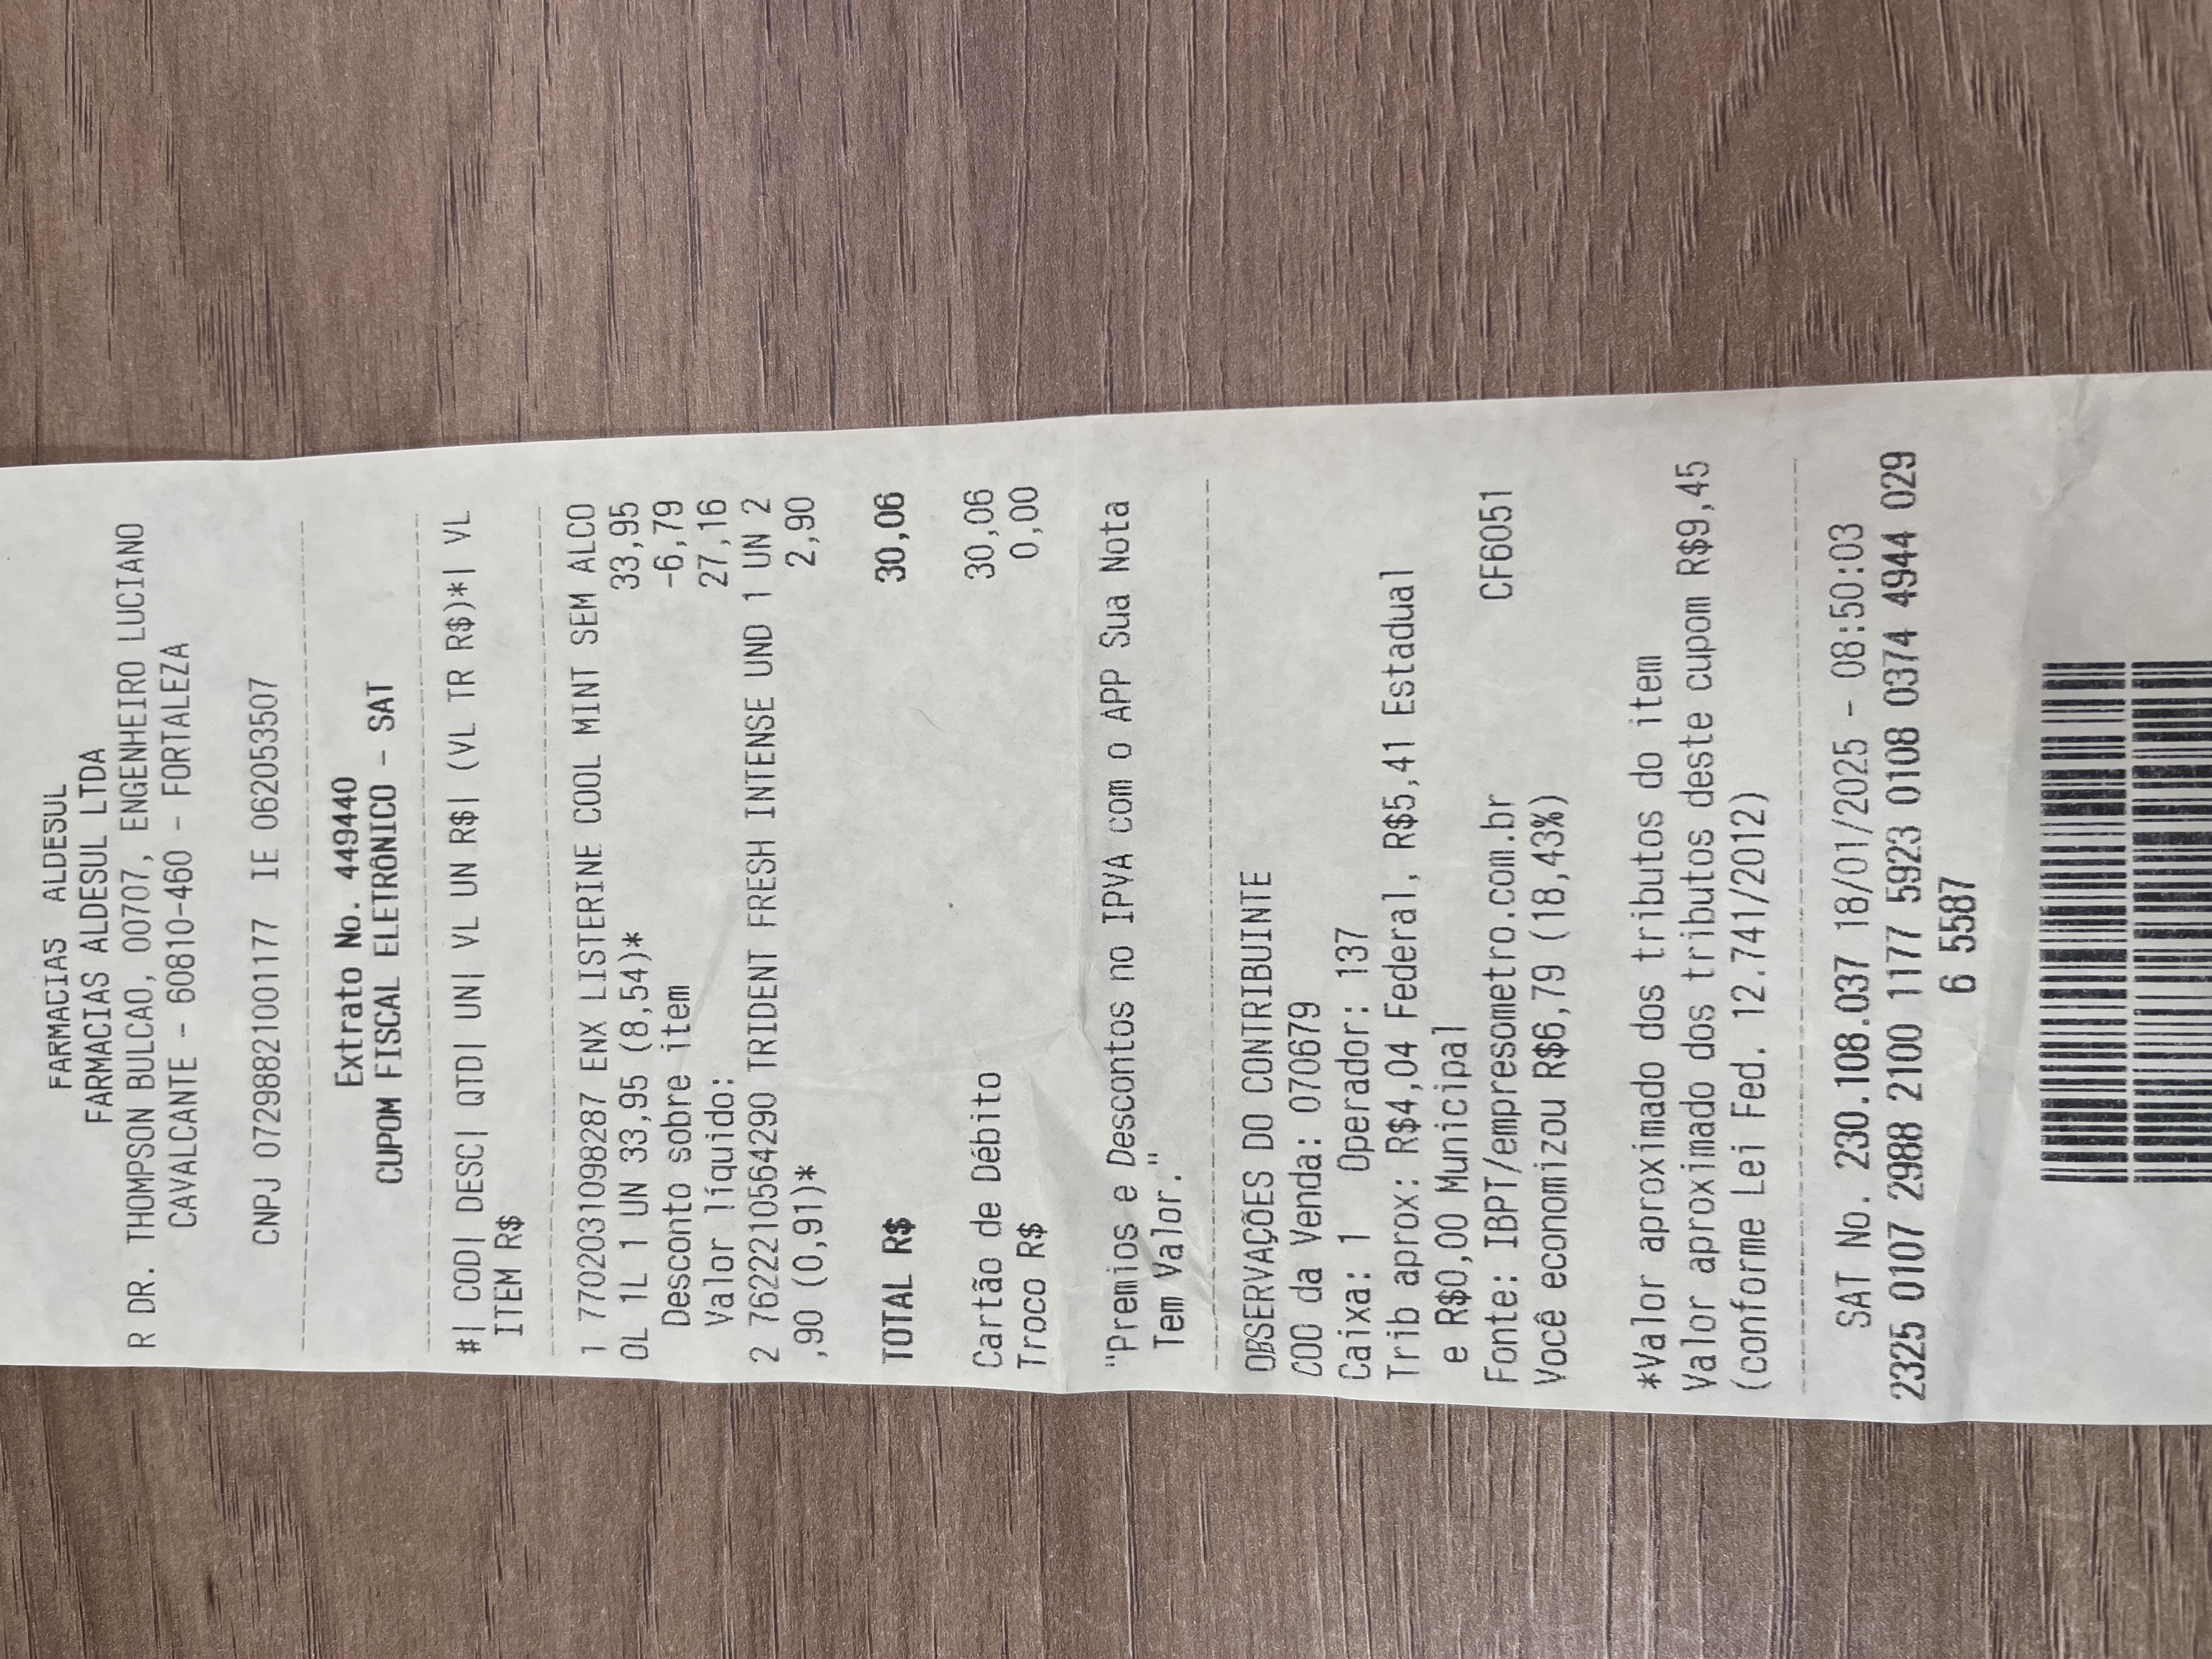 FARMACIAS ALDESUL
FARMACIAS ALDESUL LTDA
R DR. THOMPSON BULCAO, 00707, ENGENHEIRO LUCIANO
CAVALCANTE - 60810-460 - FORTALEZA
CNPJ 07298821001177 IE 062053507
Extrato No. 449440
CUPOM FISCAL ELETRÔNICO - SAT
#| COD| DESC| QTD| UN| VL UN R$| (VL TR R$)*| VL
ITEM R$
1 7702031098287 ENX LISTERINE COOL MINT SEM ALCO
OL 1L 1 UN 33,95 (8,54)* 33,95
Desconto sobre item -6,79
Valor líquido: 27,16
2 7622210564290 TRIDENT FRESH INTENSE UND 1 UN 2
,90 (0,91)* 2,90
TOTAL R$ 30,06
Cartão de Débito 30,06
Troco R$ 0,00
"Premios e Descontos no IPVA com o APP Sua Nota
Tem Valor."
OBSERVAÇÕES DO CONTRIBUINTE
COO da Venda: 070679
Caixa: 1 Operador: 137
Trib aprox: R$4,04 Federal, R$5,41 Estadual
e R$0,00 Municipal
Fonte: IBPT/empresometro.com.br CF6051
Você economizou R$6,79 (18,43%)
*Valor aproximado dos tributos do item
Valor aproximado dos tributos deste cupom R$9,45
(conforme Lei Fed. 12.741/2012)
SAT No. 230.108.037 18/01/2025 - 08:50:03
2325 0107 2988 2100 1177 5923 0108 0374 4944 029
6 5587